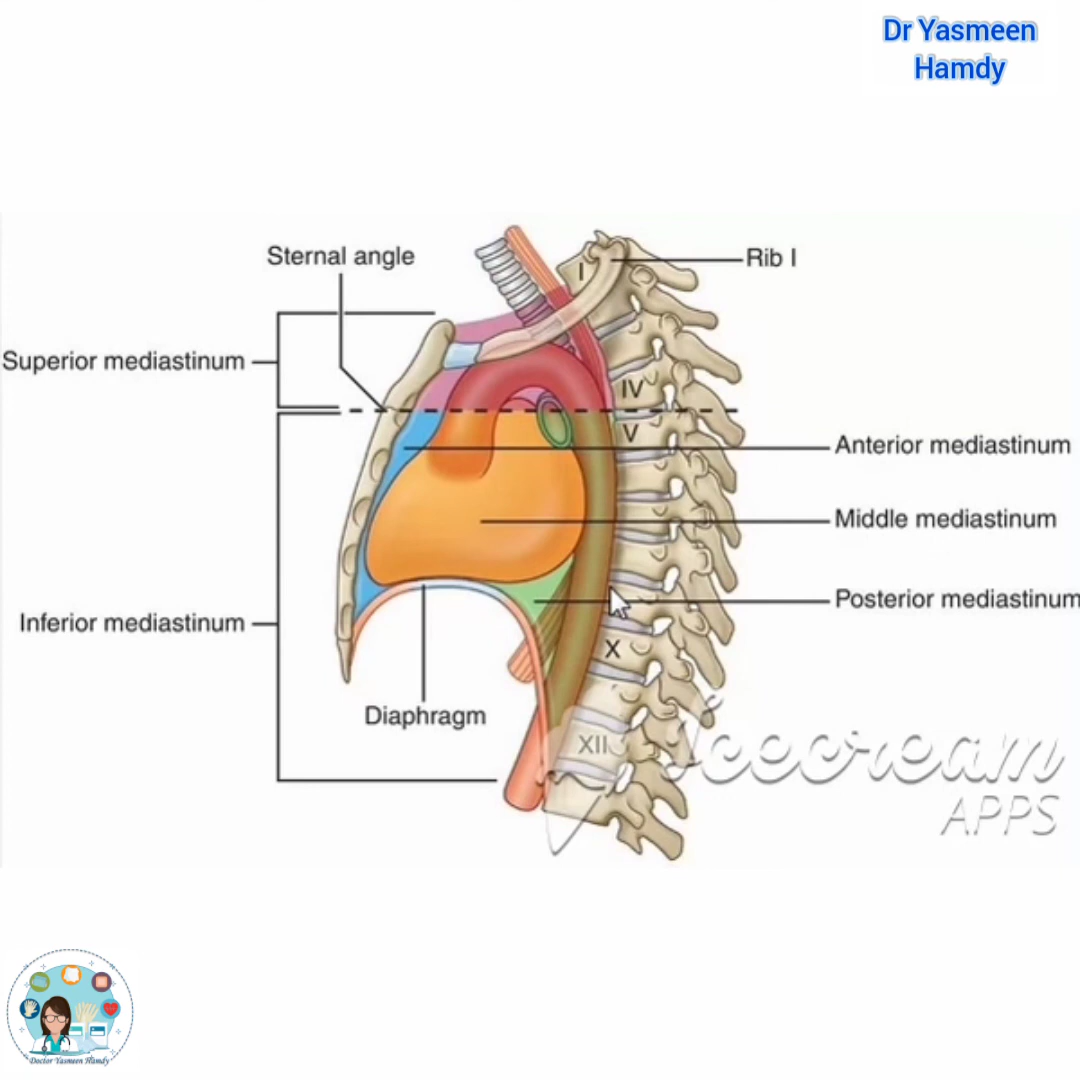 Dr Yasmeen
Hamdy
Sternal angle
Rib I
I
Superior mediastinum
IV
V
Anterior mediastinum
Middle mediastinum
Posterior mediastinum
Inferior mediastinum
X
Diaphragm
XII
Icecream
APPS
Doctor Yasmeen Hamdy